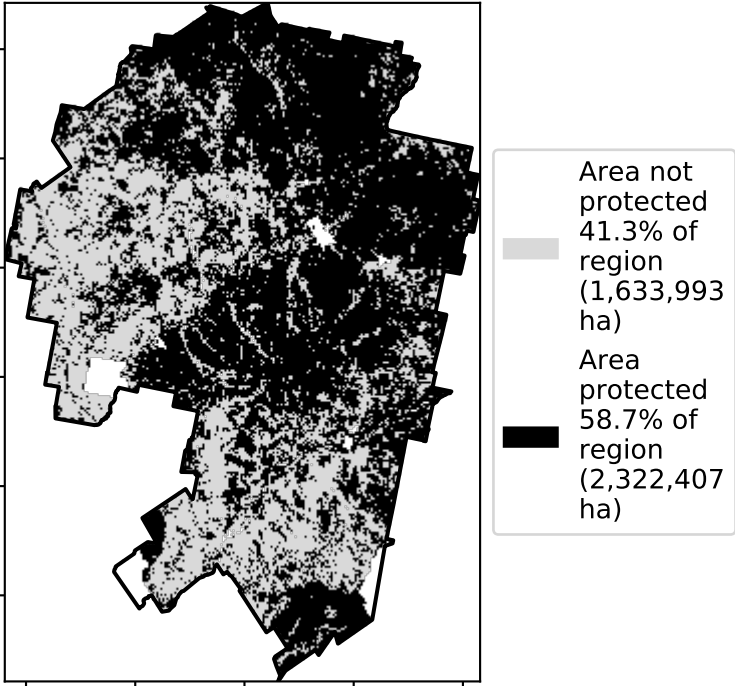 Area not
protected
41.3% of
region
(1,633,993
ha)
Area
protected
58.7% of
region
(2,322,407
ha)